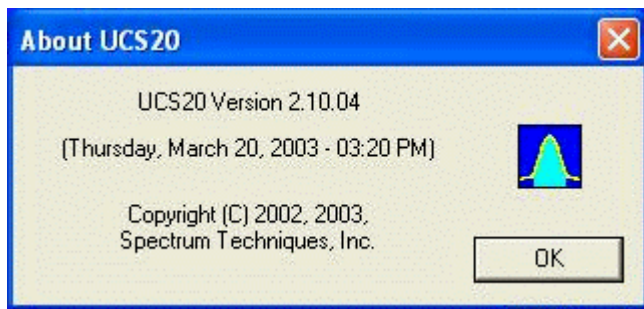 About UCS20
UCS20 Version 2.10.04
(Thursday, March 20, 2003 - 03:20 PM)
Copyright (C) 2002, 2003,
Spectrum Techniques, Inc.
OK